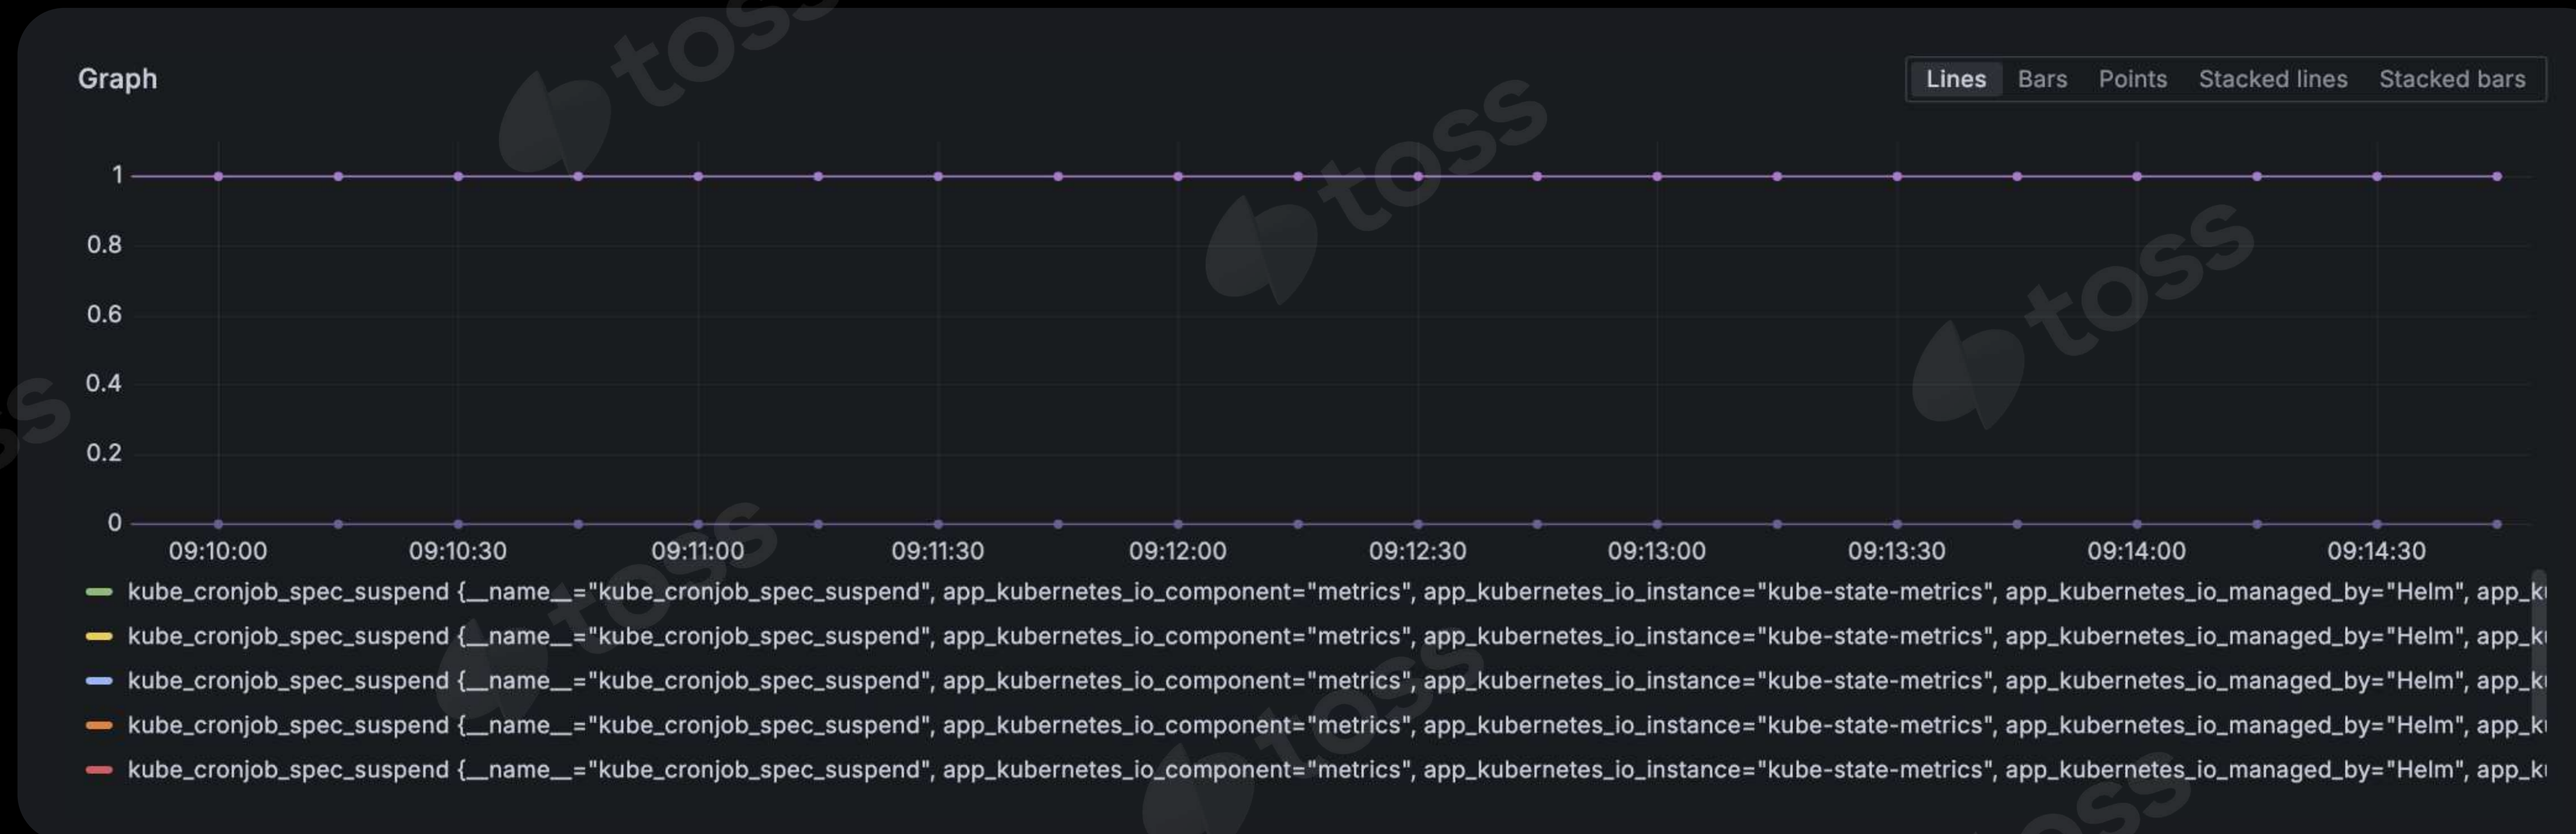 Graph
Lines Bars Points Stacked lines Stacked bars
1
0.8
0.6
0.4
0.2
0
09:10:00 09:10:30 09:11:00 09:11:30 09:12:00 09:12:30 09:13:00 09:13:30 09:14:00 09:14:30
kube_cronjob_spec_suspend {__name__="kube_cronjob_spec_suspend", app_kubernetes_io_component="metrics", app_kubernetes_io_instance="kube-state-metrics", app_kubernetes_io_managed_by="Helm", app_k
kube_cronjob_spec_suspend {__name__="kube_cronjob_spec_suspend", app_kubernetes_io_component="metrics", app_kubernetes_io_instance="kube-state-metrics", app_kubernetes_io_managed_by="Helm", app_k
kube_cronjob_spec_suspend {__name__="kube_cronjob_spec_suspend", app_kubernetes_io_component="metrics", app_kubernetes_io_instance="kube-state-metrics", app_kubernetes_io_managed_by="Helm", app_k
kube_cronjob_spec_suspend {__name__="kube_cronjob_spec_suspend", app_kubernetes_io_component="metrics", app_kubernetes_io_instance="kube-state-metrics", app_kubernetes_io_managed_by="Helm", app_k
kube_cronjob_spec_suspend {__name__="kube_cronjob_spec_suspend", app_kubernetes_io_component="metrics", app_kubernetes_io_instance="kube-state-metrics", app_kubernetes_io_managed_by="Helm", app_k
toss
toss
toss
toss
toss